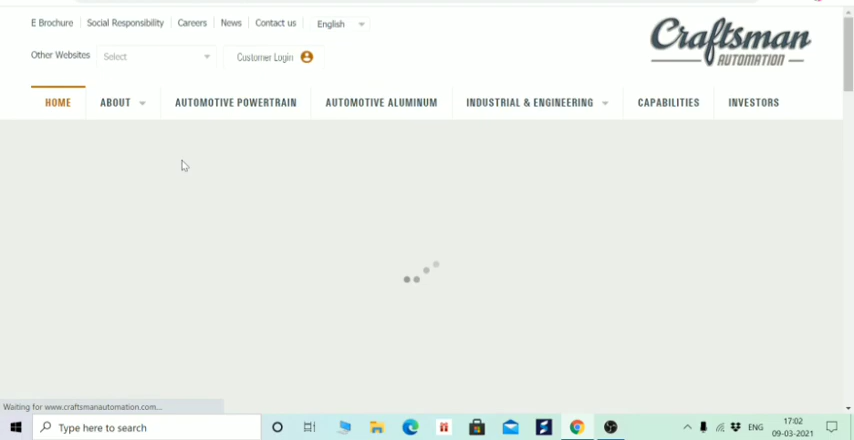 E Brochure Social Responsibility Careers News Contact us English
Other Websites Select Customer Login
Craftsman
AUTOMATION
HOME ABOUT AUTOMOTIVE POWERTRAIN AUTOMOTIVE ALUMINUM INDUSTRIAL & ENGINEERING CAPABILITIES INVESTORS
Waiting for www.craftsmanautomation.com...
Type here to search ENG 17:02
09-03-2021